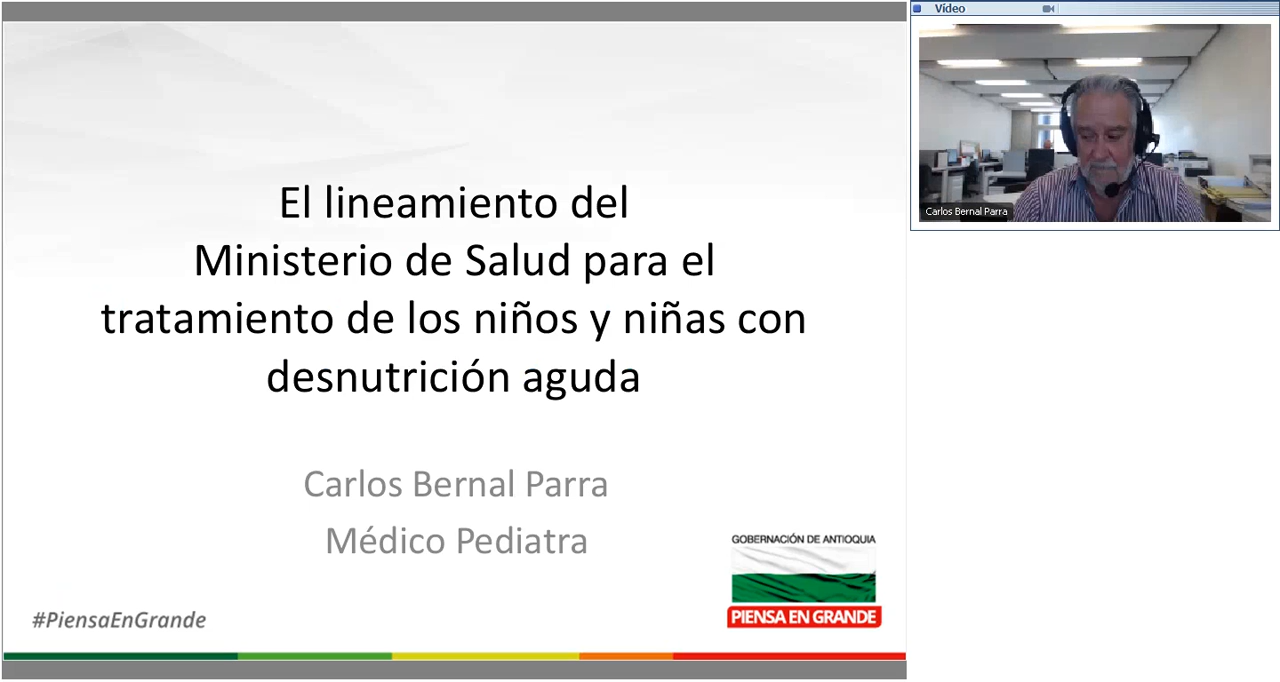 El lineamiento del
Ministerio de Salud para el
tratamiento de los niños y niñas con
desnutrición aguda
Carlos Bernal Parra
Médico Pediatra
GOBERNACIÓN DE ANTIOQUIA
PIENSA EN GRANDE
#PiensaEnGrande
Vídeo
Carlos Bernal Parra